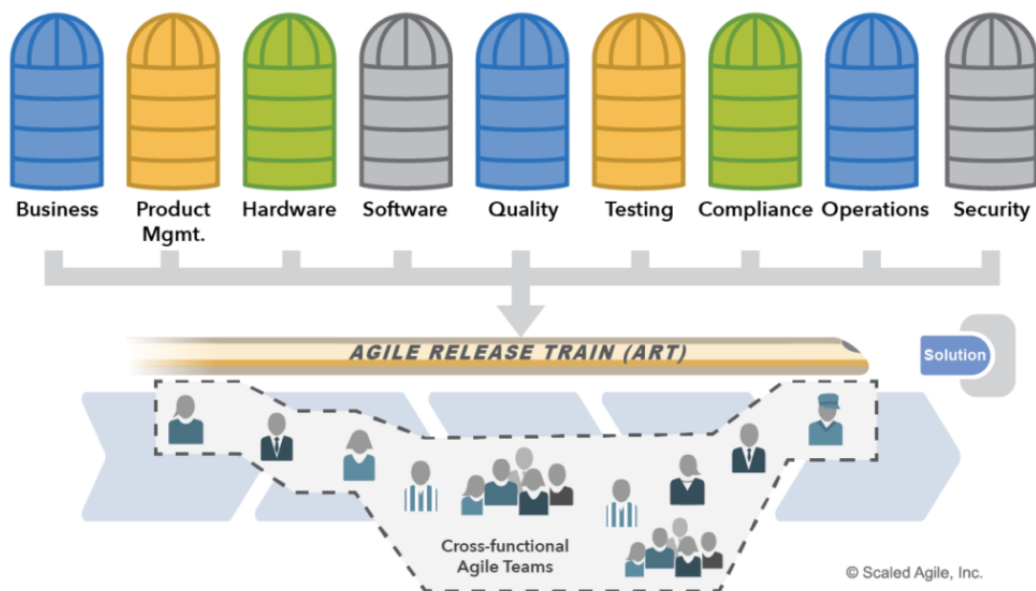 Business
Product
Mgmt.
Hardware
Software
Quality
Testing
Compliance
Operations
Security
AGILE RELEASE TRAIN (ART)
Solution
Cross-functional
Agile Teams
© Scaled Agile, Inc.